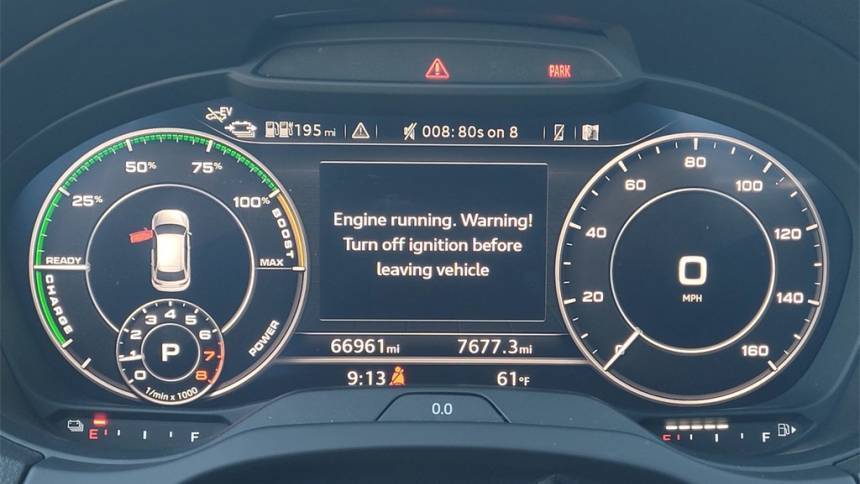 PARK
EV
195 mi
008: 80s on 8
50%
75%
25%
100%
BOOST
READY
MAX
CHARGE
POWER
0 1 2 3 4 5 6 7 8
P
1/min x 1000
Engine running. Warning!
Turn off ignition before
leaving vehicle
66961 mi
7677.3 mi
9:13
61°F
0.0
0 20 40 60 80 100 120 140 160
0
MPH
E
F
E
F